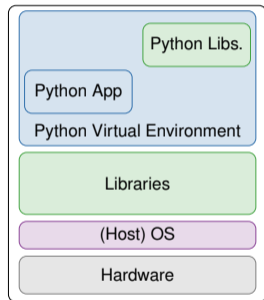 Python Libs.
Python App
Python Virtual Environment
Libraries
(Host) OS
Hardware